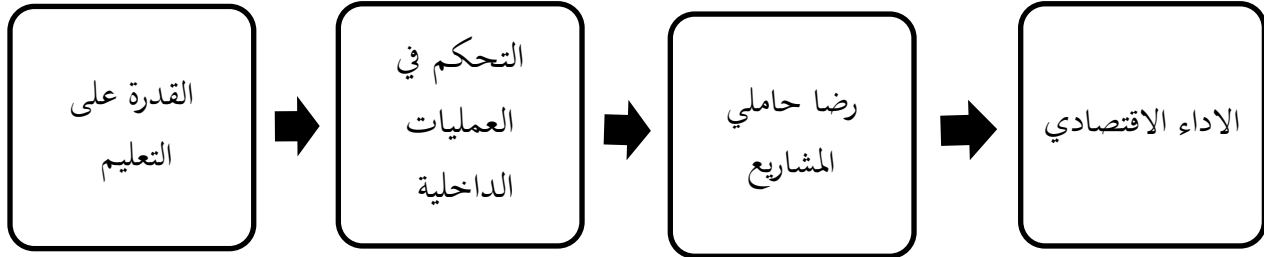 القدرة على
التعليم
التحكم في
العمليات
الداخلية
رضا حاملي
المشاريع
الاداء الاقتصادي